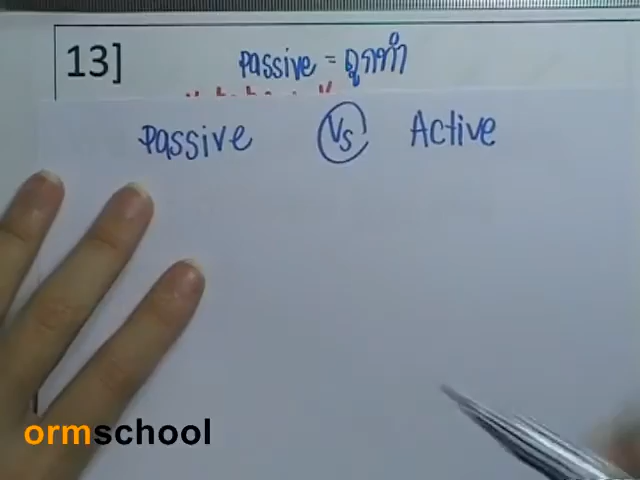 13] passive = ถูกทำ
Passive Vs Active
ormschool